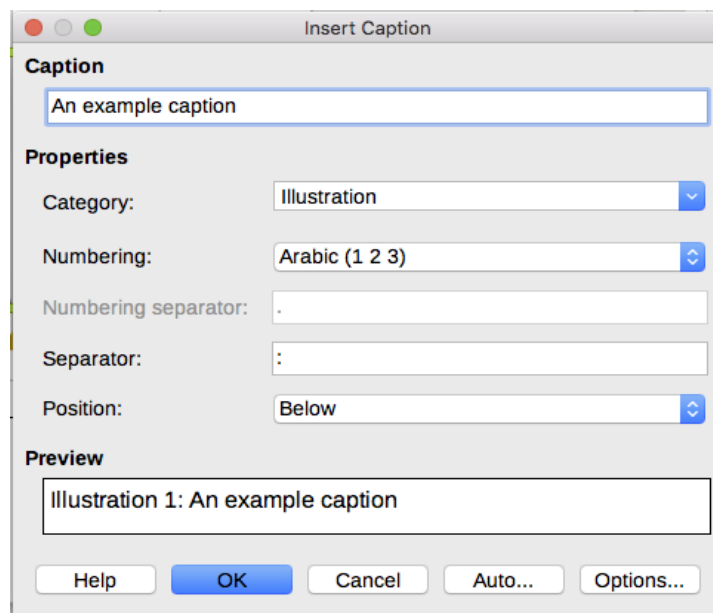 Insert Caption
Caption
An example caption
Properties
Category: Illustration
Numbering: Arabic (1 2 3)
Numbering separator: .
Separator: :
Position: Below
Preview
Illustration 1: An example caption
Help OK Cancel Auto... Options...